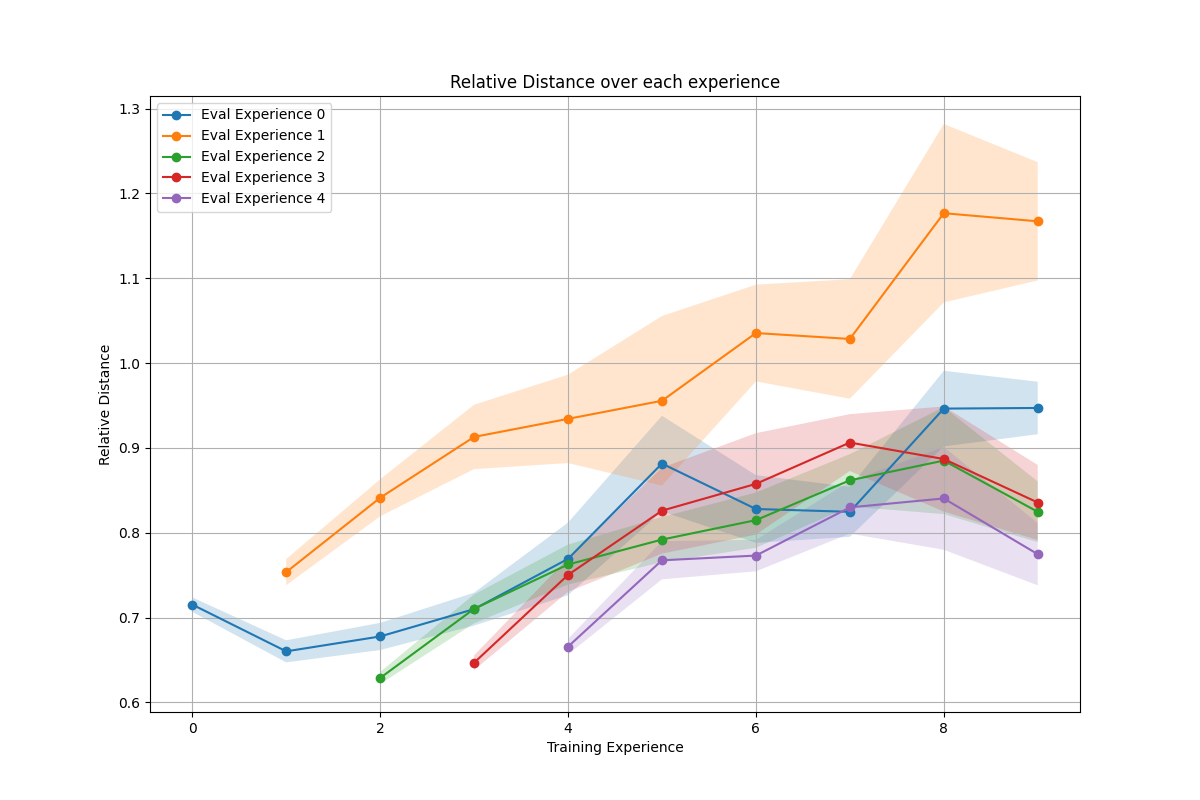 Relative Distance over each experience
Eval Experience 0
Eval Experience 1
Eval Experience 2
Eval Experience 3
Eval Experience 4
1.3
1.2
1.1
1.0
0.9
0.8
0.7
0.6
Relative Distance
0 2 4 6 8
Training Experience